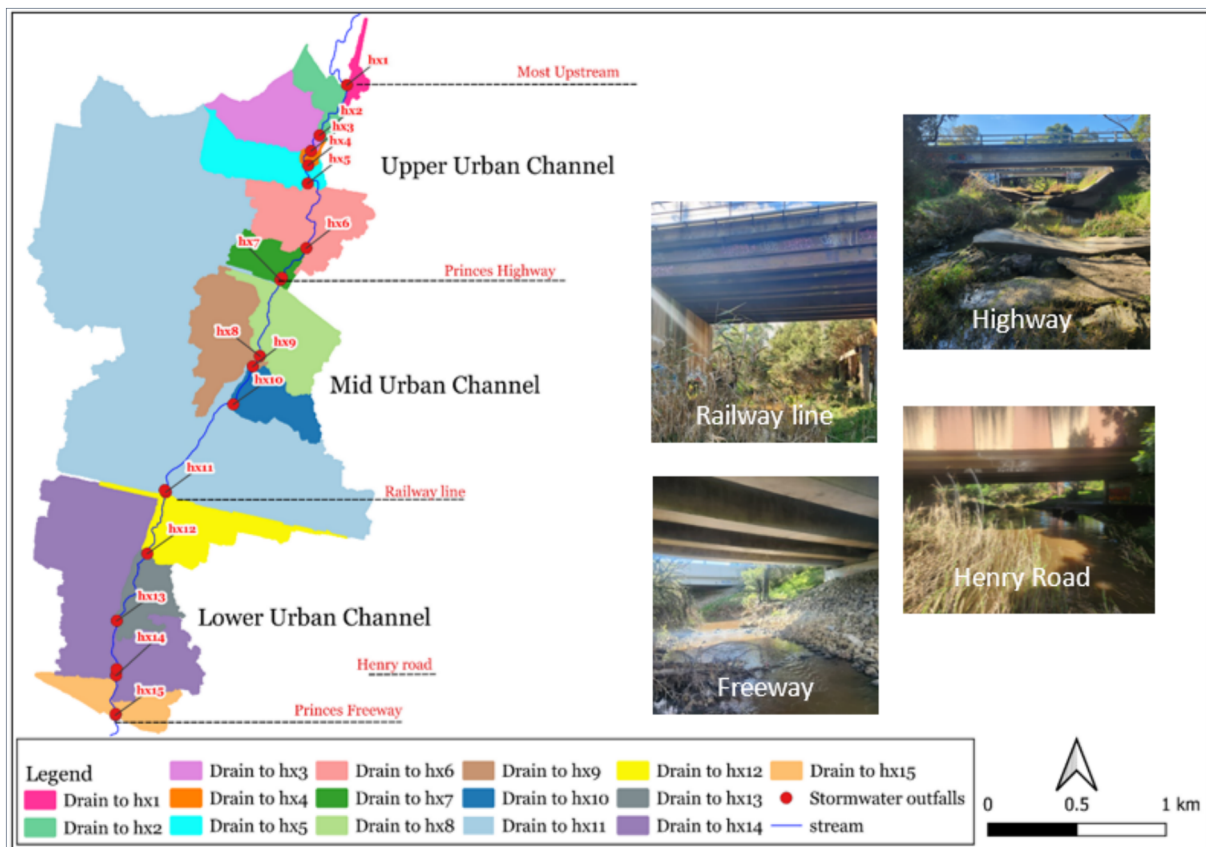 hx1
Most Upstream
hx2
hx3
hx4
hx5
Upper Urban Channel
hx6
hx7
Princes Highway
hx8
hx9
hx10
Mid Urban Channel
hx11
Railway line
hx12
hx13
Lower Urban Channel
hx14
Henry road
hx15
Princes Freeway
Highway
Railway line
Henry Road
Freeway
Legend
Drain to hx1
Drain to hx2
Drain to hx3
Drain to hx4
Drain to hx5
Drain to hx6
Drain to hx7
Drain to hx8
Drain to hx9
Drain to hx10
Drain to hx11
Drain to hx12
Drain to hx13
Drain to hx14
Drain to hx15
Stormwater outfalls
stream
0 0.5 1 km